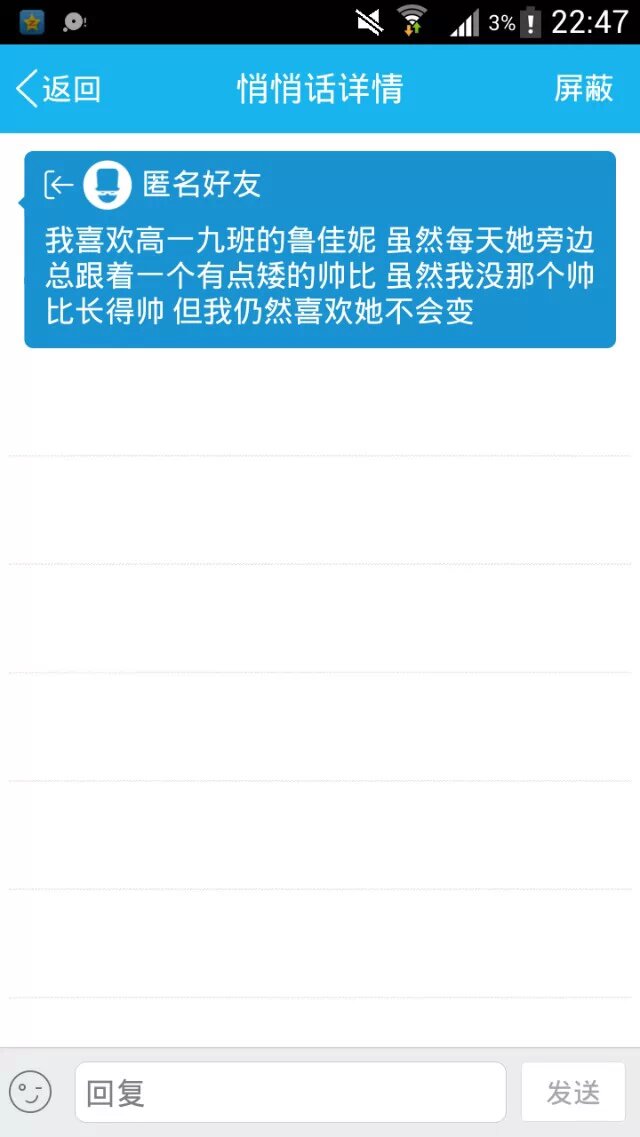 3% 22:47
返回 悄悄话详情 屏蔽
匿名好友
我喜欢高一九班的鲁佳妮 虽然每天她旁边
总跟着一个有点矮的帅比 虽然我没那个帅
比长得帅 但我仍然喜欢她不会变
回复 发送